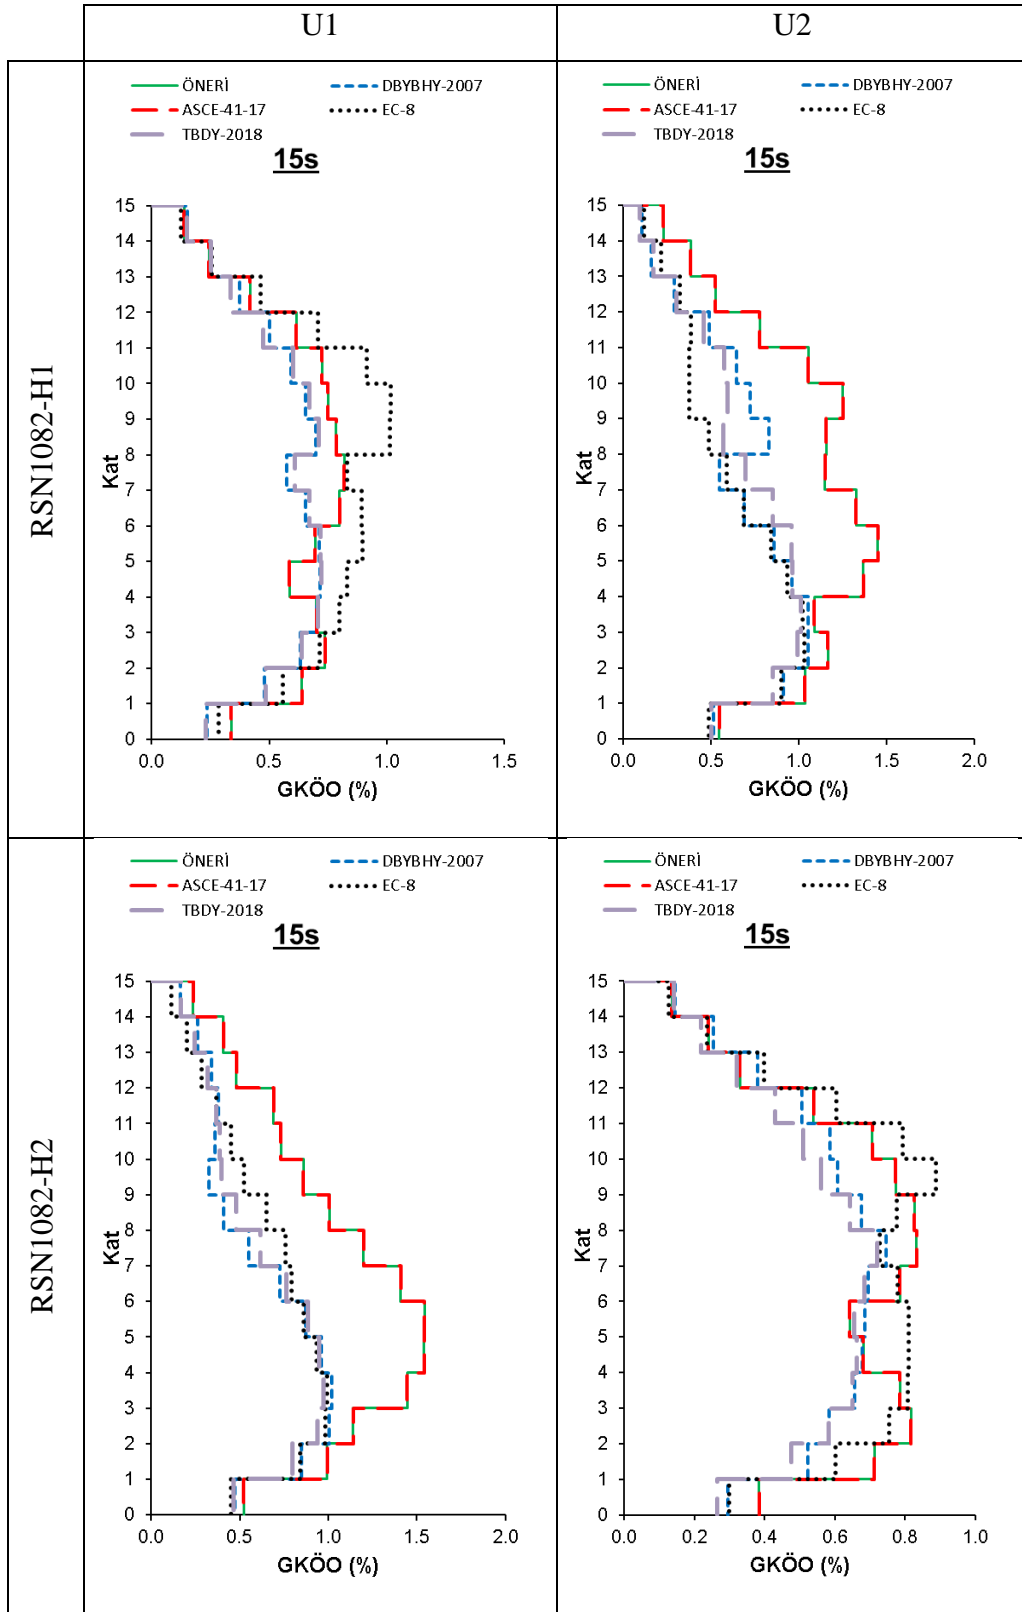 U1
U2
RSN1082-H1
ÖNERİ
DBYBHY-2007
ASCE-41-17
EC-8
TBDY-2018
15s
15
14
13
12
11
10
9
8
7
6
5
4
3
2
1
0
Kat
0.0 0.5 1.0 1.5
GKÖO (%)
ÖNERİ
DBYBHY-2007
ASCE-41-17
EC-8
TBDY-2018
15s
15
14
13
12
11
10
9
8
7
6
5
4
3
2
1
0
Kat
0.0 0.5 1.0 1.5 2.0
GKÖO (%)
RSN1082-H2
ÖNERİ
DBYBHY-2007
ASCE-41-17
EC-8
TBDY-2018
15s
15
14
13
12
11
10
9
8
7
6
5
4
3
2
1
0
Kat
0.0 0.5 1.0 1.5 2.0
GKÖO (%)
ÖNERİ
DBYBHY-2007
ASCE-41-17
EC-8
TBDY-2018
15s
15
14
13
12
11
10
9
8
7
6
5
4
3
2
1
0
Kat
0.0 0.2 0.4 0.6 0.8 1.0
GKÖO (%)